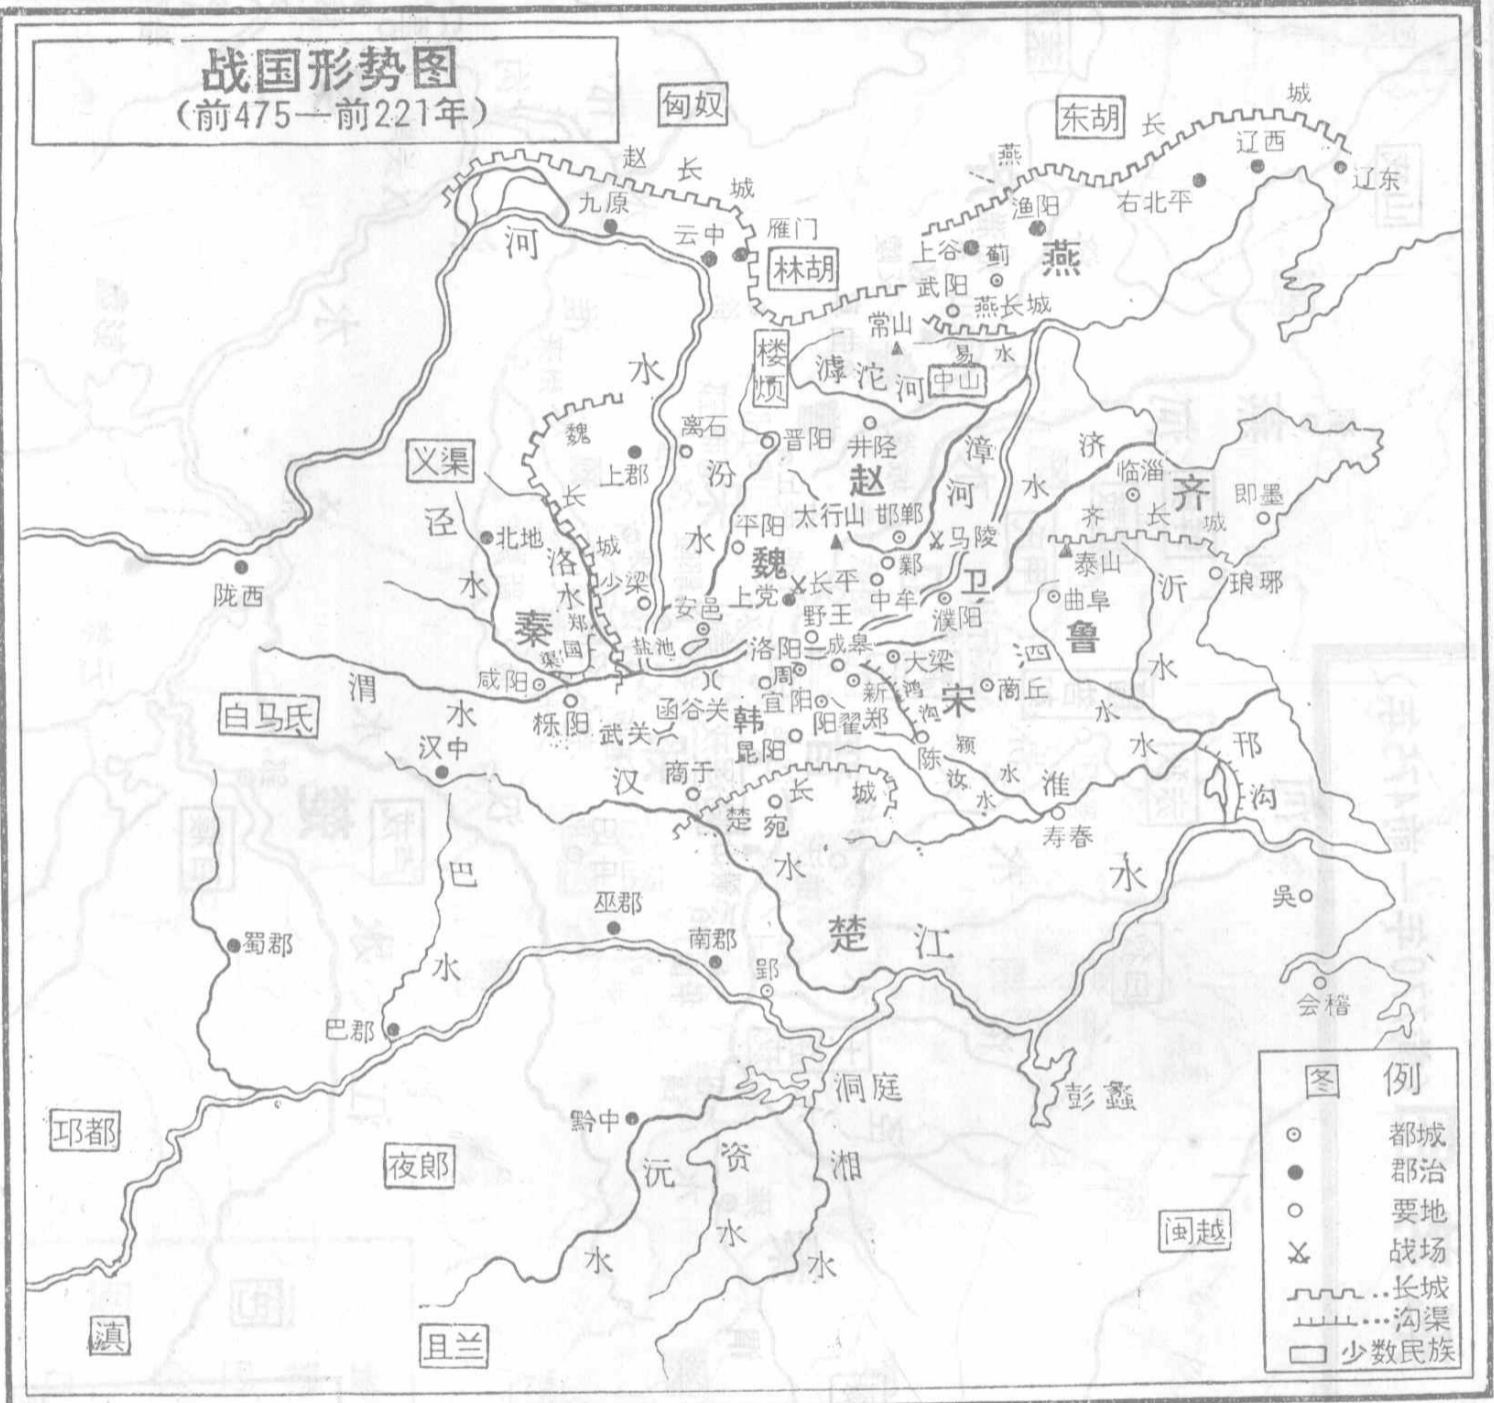 战国形势图
（前475—前221年）
匈奴
东胡
长
城
燕
辽西
辽东
右北平
渔阳
赵
长
城
九原
云中
雁门
林胡
河
上谷
蓟
燕
武阳
燕长城
常山
易
水
楼
烦
滹
沱
河
中山
水
魏
长
城
上郡
离石
晋阳
井陉
义渠
汾
水
赵
漳
河
济
水
临淄
齐
即墨
齐
长
城
泾
水
北地
洛
水
平阳
太行山
邯郸
马陵
泰山
琅邪
陇西
少梁
魏
上党
长平
邺
中牟
卫
濮阳
曲阜
鲁
沂
水
秦
郑
国
渠
安邑
盐池
野王
洛阳
成皋
大梁
泗
水
咸阳
栎阳
函谷关
周
宜阳
阳翟
新
郑
鸿
沟
宋
商丘
白马氐
渭
水
武关
韩
昆阳
陈
颍
水
汝
水
淮
水
邗
沟
汉中
汉
商于
楚
长
城
宛
寿春
水
巴
水
蜀郡
巫郡
南郡
郢
楚
江
水
吳
会稽
巴郡
洞庭
彭蠡
邛都
夜郎
黔中
沅
水
资
水
湘
水
闽越
滇
且兰
图例
都城
郡治
要地
战场
长城
沟渠
少数民族